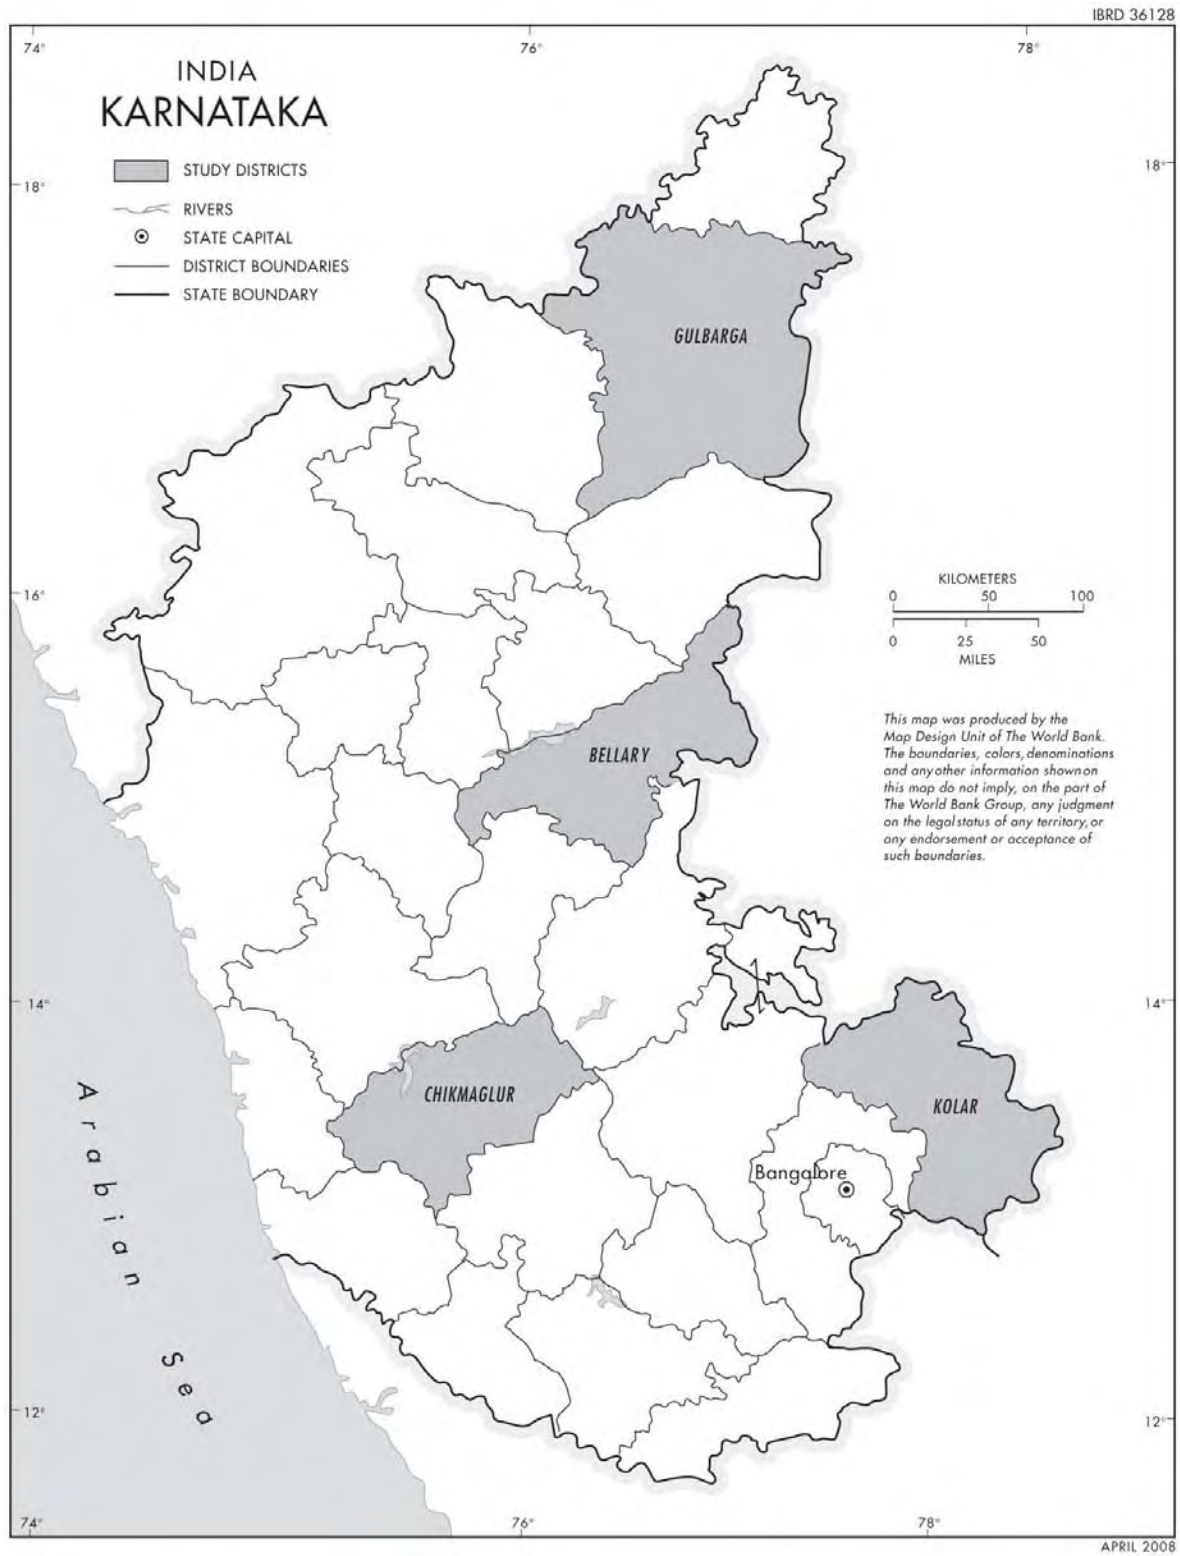 IBRD 36128
74°
76°
78°
INDIA
KARNATAKA
STUDY DISTRICTS
RIVERS
STATE CAPITAL
DISTRICT BOUNDARIES
STATE BOUNDARY
18°
18°
GULBARGA
16°
KILOMETERS
0 50 100
0 25 50
MILES
This map was produced by the
Map Design Unit of The World Bank.
The boundaries, colors, denominations
and any other information shown on
this map do not imply, on the part of
The World Bank Group, any judgment
on the legal status of any territory, or
any endorsement or acceptance of
such boundaries.
BELLARY
14°
14°
CHIKMAGLUR
KOLAR
Bangalore
Arabian Sea
12°
12°
74°
76°
78°
APRIL 2008